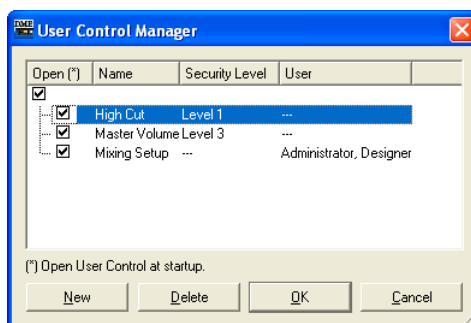 DME
User Control Manager
Open (*) Name Security Level User
High Cut Level 1 ---
Master Volume Level 3 ---
Mixing Setup --- Administrator, Designer
(*) Open User Control at startup.
New Delete OK Cancel